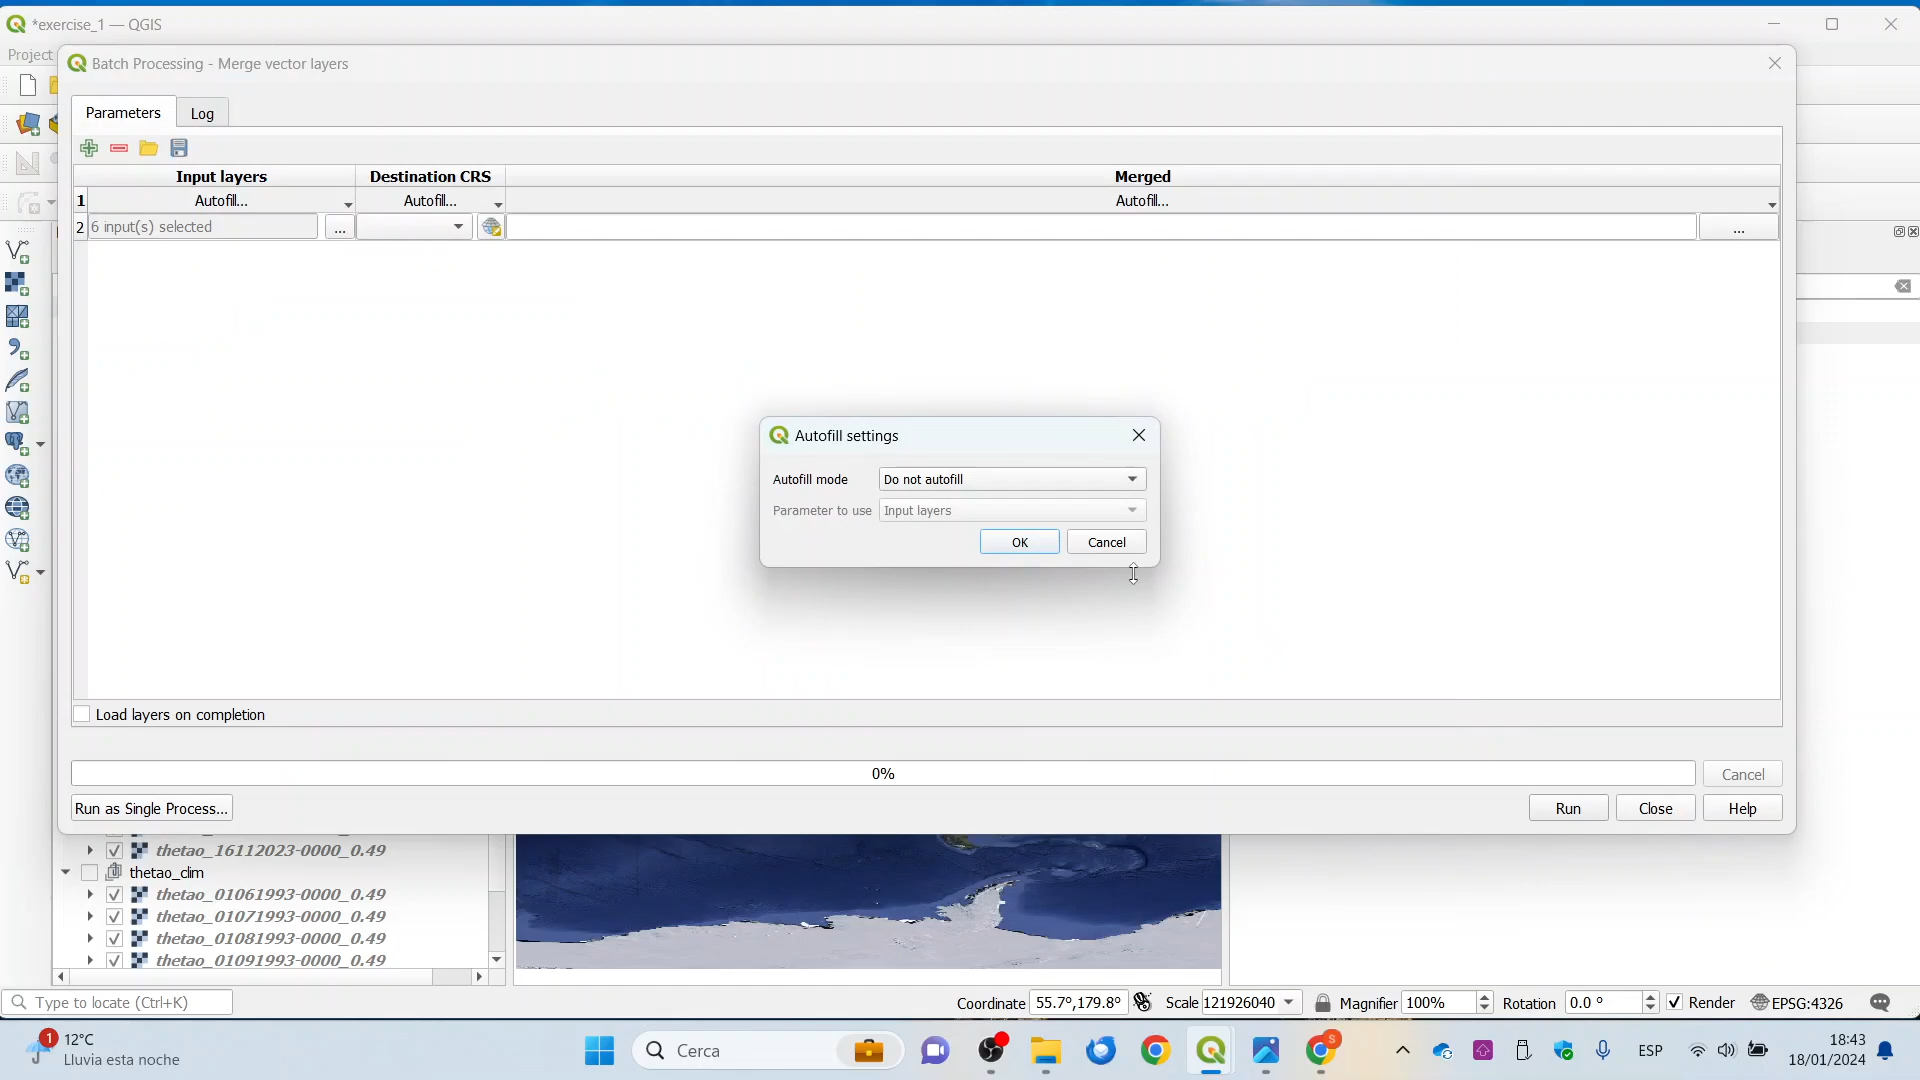 *exercise_1 — QGIS
Project
Batch Processing - Merge vector layers
Parameters
Log
Input layers
Destination CRS
Merged
1
Autofill...
Autofill...
Autofill...
2
6 input(s) selected
...
...
Autofill settings
Autofill mode
Do not autofill
Parameter to use
Input layers
OK
Cancel
Load layers on completion
0%
Cancel
Run as Single Process...
Run
Close
Help
thetao_16112023-0000_0.49
thetao_clim
thetao_01061993-0000_0.49
thetao_01071993-0000_0.49
thetao_01081993-0000_0.49
thetao_01091993-0000_0.49
Type to locate (Ctrl+K)
Coordinate
55.7°,179.8°
Scale
121926040
Magnifier
100%
Rotation
0.0 °
Render
EPSG:4326
1
12°C
Lluvia esta noche
Cerca
S
ESP
18:43
18/01/2024